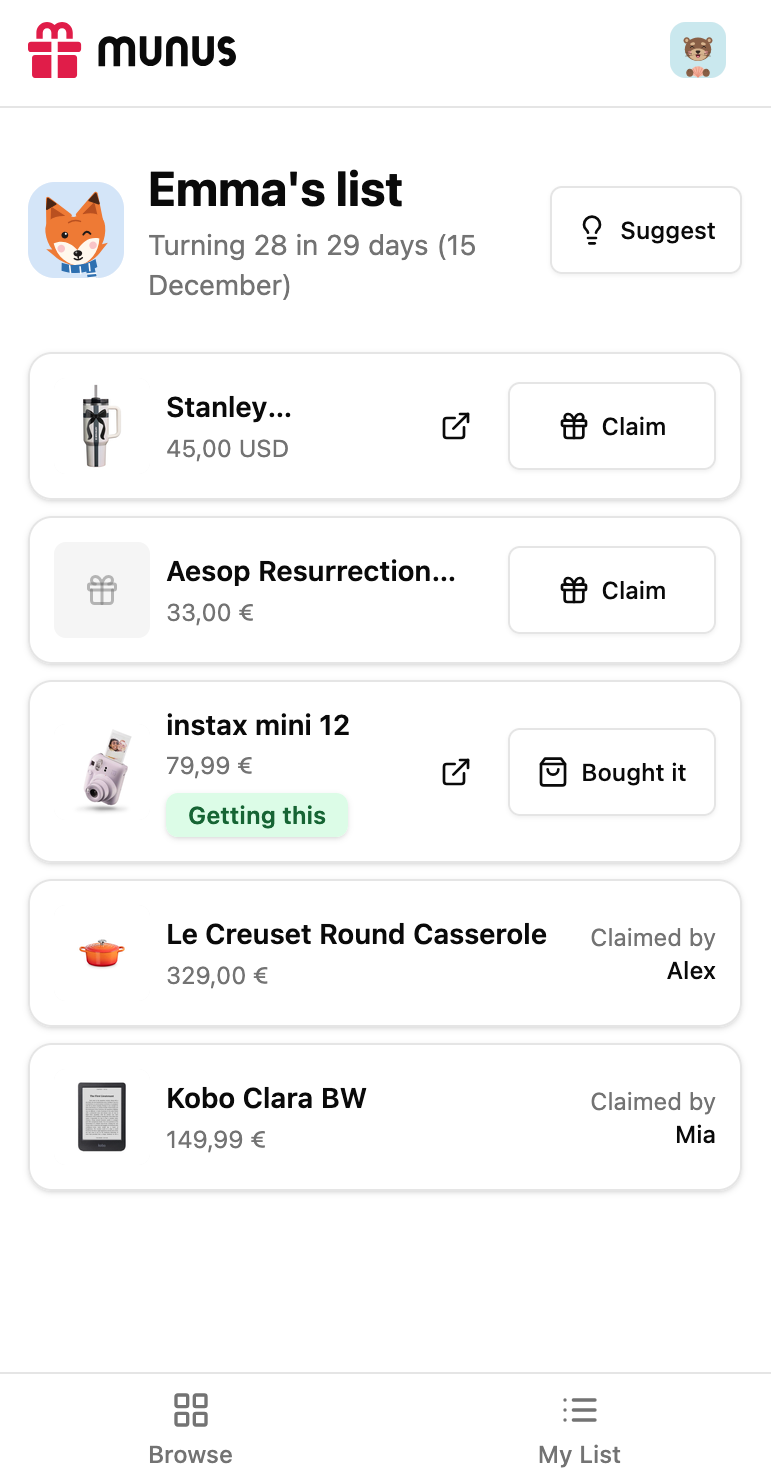 munus
Emma's list
Turning 28 in 29 days (15
December)
Suggest
Stanley...
45,00 USD
Claim
Aesop Resurrection...
33,00 €
Claim
instax mini 12
79,99 €
Getting this
Bought it
Le Creuset Round Casserole
329,00 €
Claimed by
Alex
Kobo Clara BW
149,99 €
Claimed by
Mia
Browse
My List